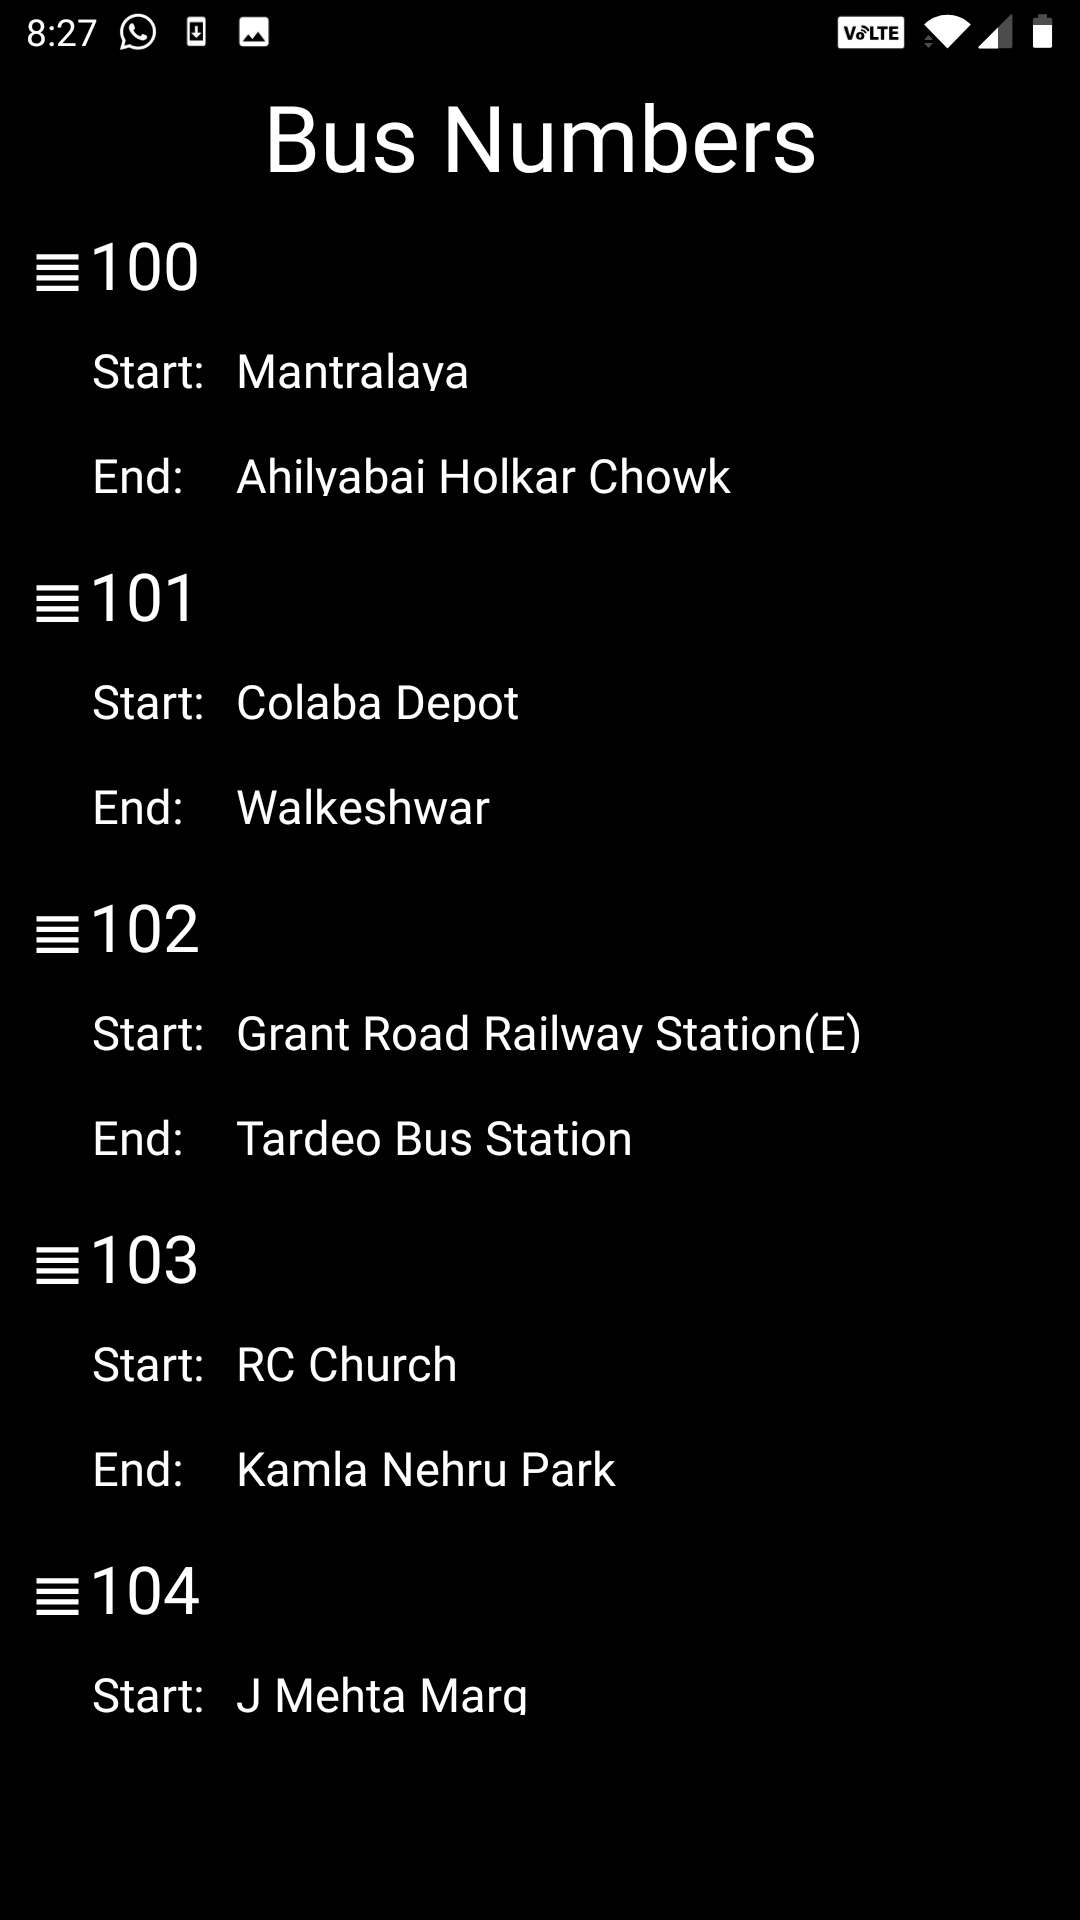 8:27 VoLTE
Bus Numbers
100
Start: Mantralaya
End: Ahilyabai Holkar Chowk
101
Start: Colaba Depot
End: Walkeshwar
102
Start: Grant Road Railway Station(E)
End: Tardeo Bus Station
103
Start: RC Church
End: Kamla Nehru Park
104
Start: J Mehta Marg